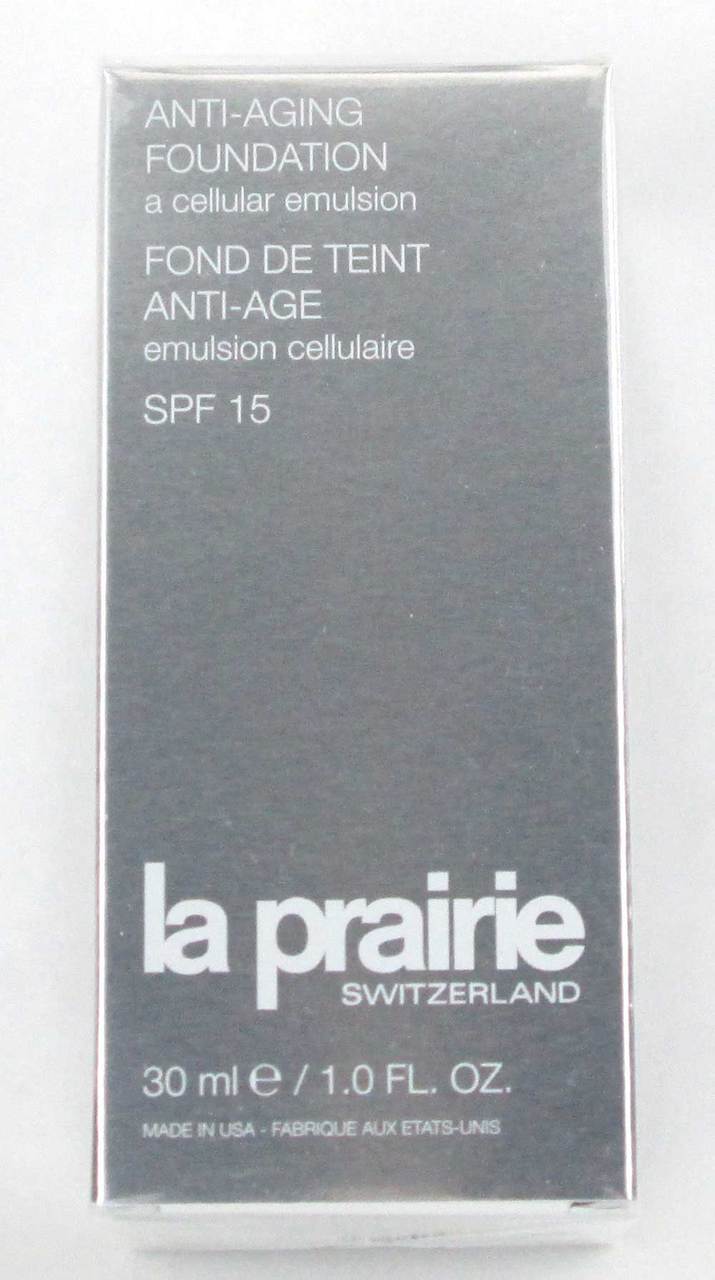 ANTI-AGING
FOUNDATION
a cellular emulsion
FOND DE TEINT
ANTI-AGE
emulsion cellulaire
SPF 15
la prairie
SWITZERLAND
30 ml ℮ / 1.0 FL. OZ.
MADE IN USA - FABRIQUE AUX ETATS-UNIS